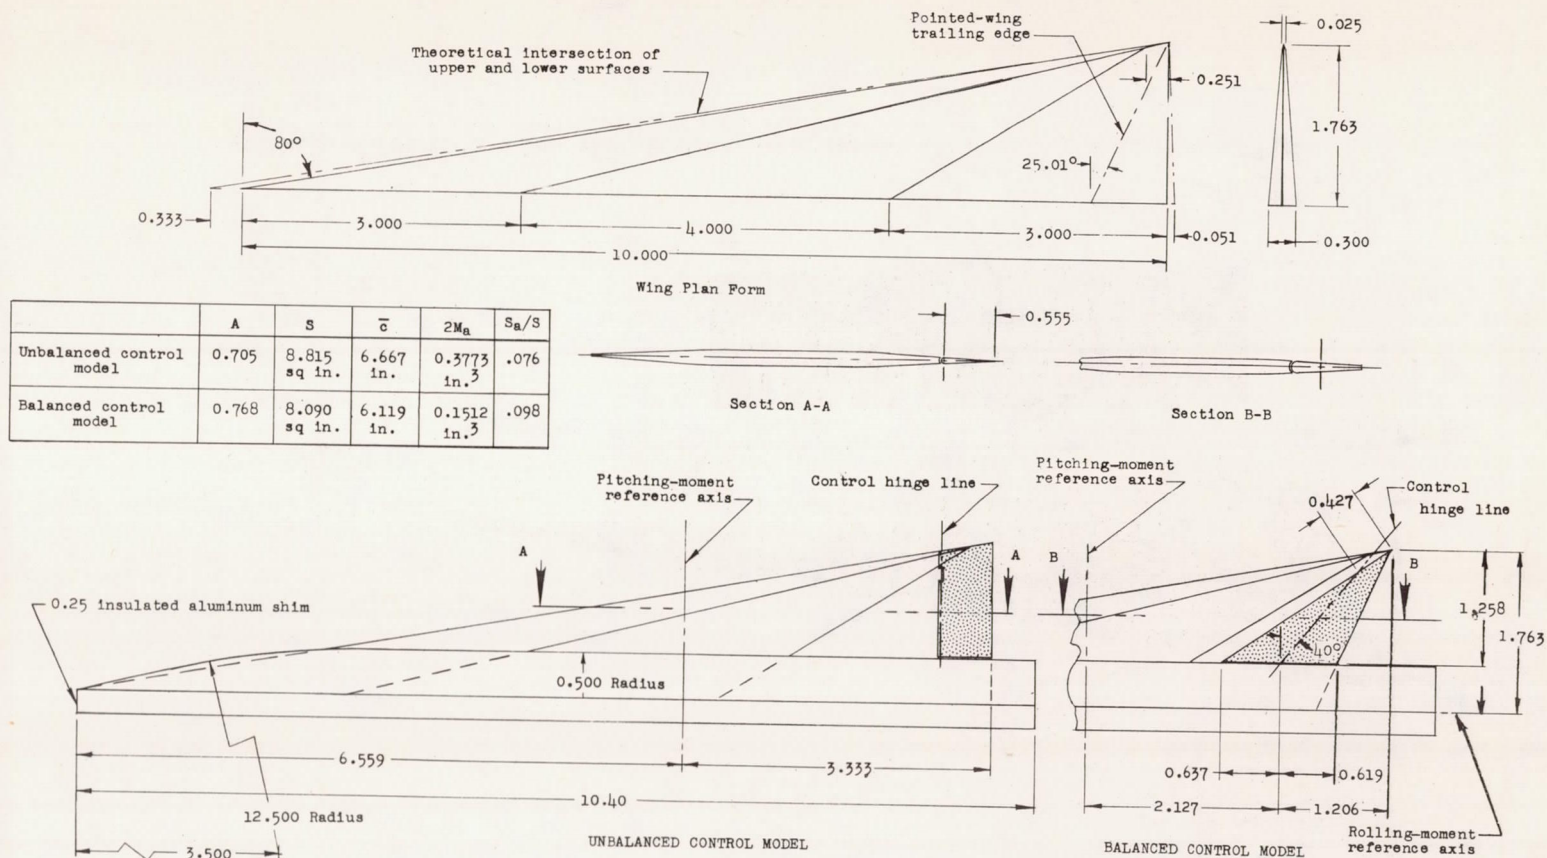 Pointed-wing
trailing edge
0.025
Theoretical intersection of
upper and lower surfaces
0.251
1.763
80°
25.01°
0.333
3.000
4.000
3.000
0.051
0.300
10.000
Wing Plan Form
A S c̅ 2Ma Sa/S
Unbalanced control model 0.705 8.815 sq in. 6.667 in. 0.3773 in.³ .076
Balanced control model 0.768 8.090 sq in. 6.119 in. 0.1512 in.³ .098
0.555
Section A-A
Section B-B
Pitching-moment
reference axis
Control hinge line
Pitching-moment
reference axis
0.427
Control
hinge line
A
A
B
B
0.25 insulated aluminum shim
0.500 Radius
40°
1.258
1.763
6.559
3.333
0.637
0.619
10.40
2.127
1.206
12.500 Radius
3.500
UNBALANCED CONTROL MODEL
BALANCED CONTROL MODEL
Rolling-moment
reference axis